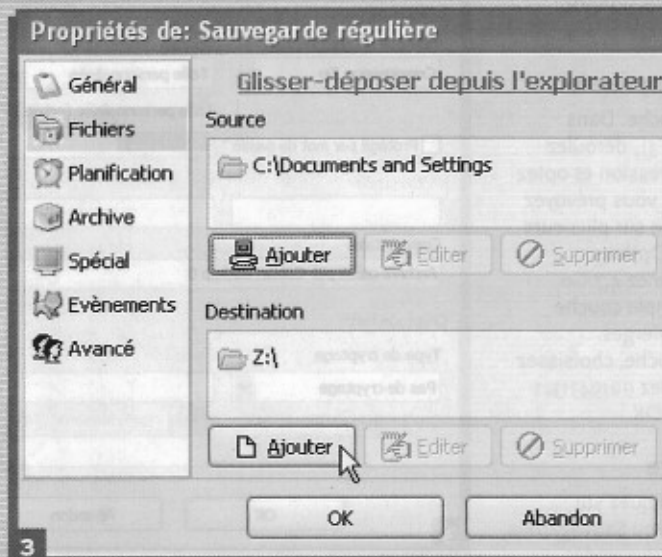 Propriétés de: Sauvegarde régulière
Général
Fichiers
Planification
Archive
Spécial
Evènements
Avancé
Glisser-déposer depuis l'explorateur
Source
C:\Documents and Settings
Ajouter
Editer
Supprimer
Destination
Z:\
Ajouter
Editer
Supprimer
OK
Abandon
3